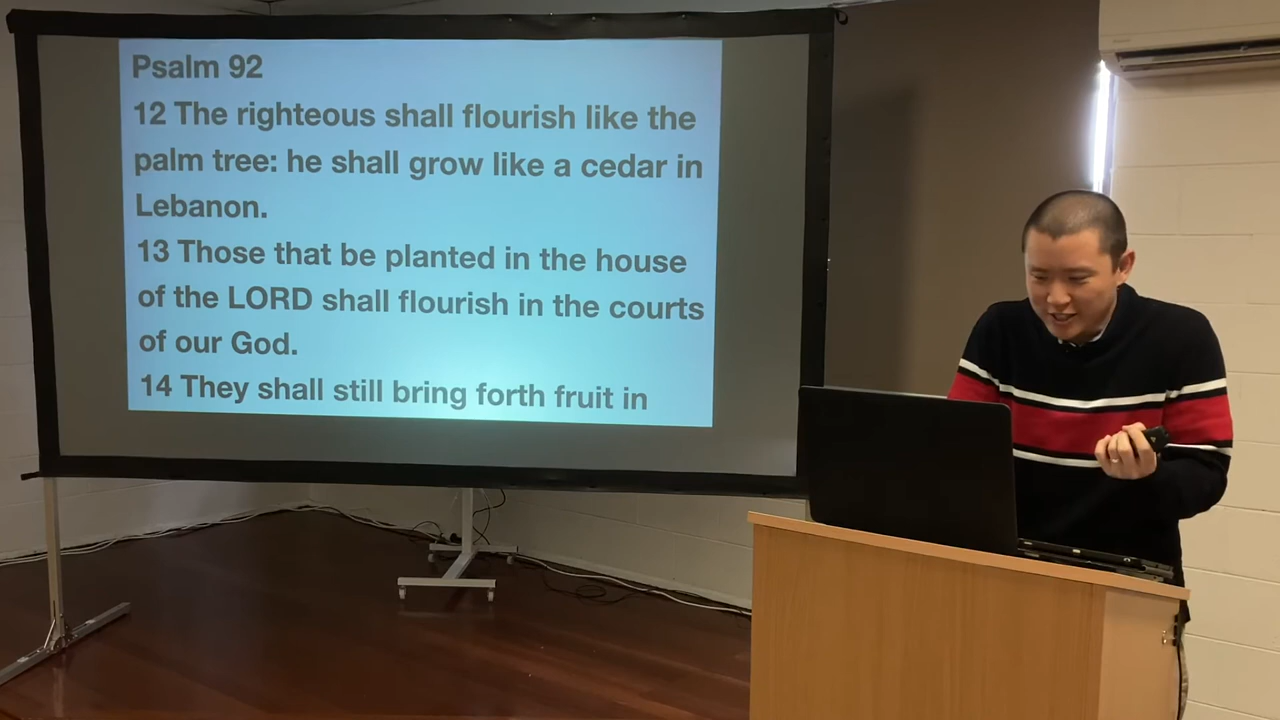 Psalm 92
12 The righteous shall flourish like the
palm tree: he shall grow like a cedar in
Lebanon.
13 Those that be planted in the house
of the LORD shall flourish in the courts
of our God.
14 They shall still bring forth fruit in